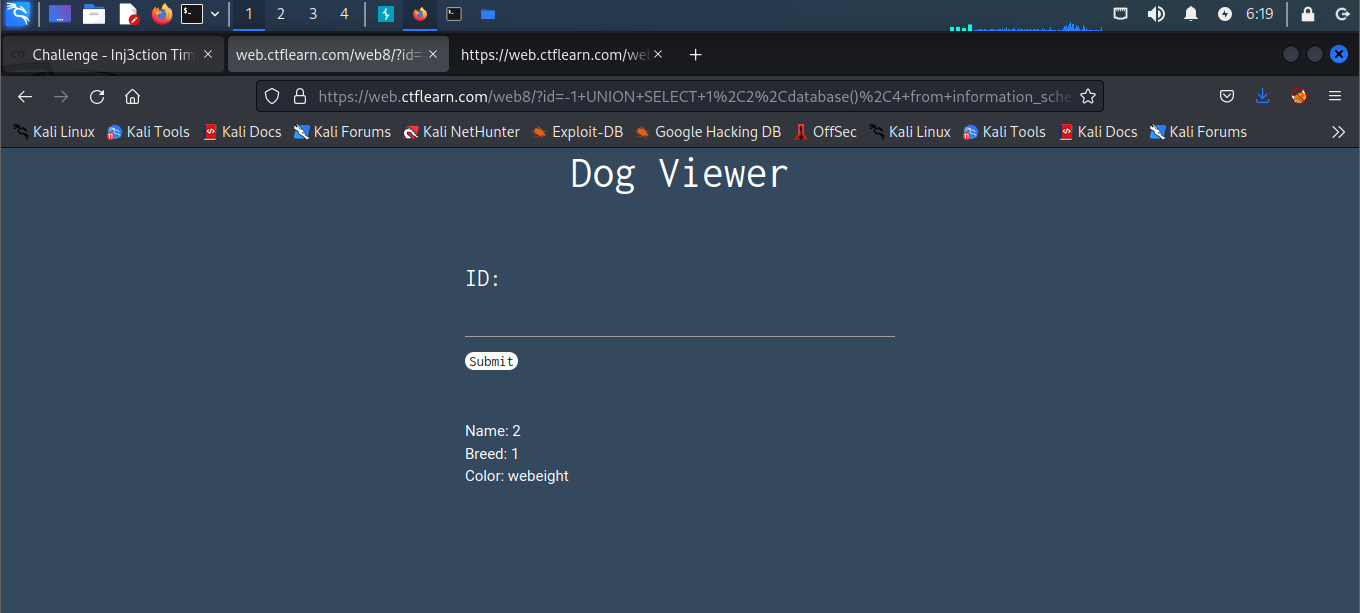 1 2 3 4 6:19
Challenge - Inj3ction Tim web.ctflearn.com/web8/?id=- https://web.ctflearn.com/we
https://web.ctflearn.com/web8/?id=-1+UNION+SELECT+1%2C2%2Cdatabase()%2C4+from+information_sche
Kali Linux Kali Tools Kali Docs Kali Forums Kali NetHunter Exploit-DB Google Hacking DB OffSec Kali Linux Kali Tools Kali Docs Kali Forums
Dog Viewer
ID:
Submit
Name: 2
Breed: 1
Color: webeight